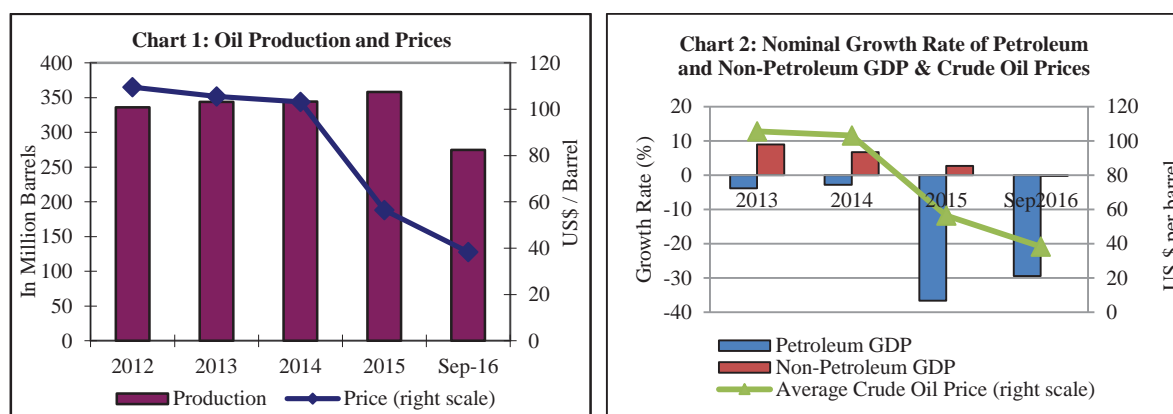 Chart 1: Oil Production and Prices
In Million Barrels
400
350
300
250
200
150
100
50
0
120
100
80
60
40
20
0
US$ / Barrel
2012 2013 2014 2015 Sep-16
Production Price (right scale)
Chart 2: Nominal Growth Rate of Petroleum
and Non-Petroleum GDP & Crude Oil Prices
Growth Rate (%)
20
10
0
-10
-20
-30
-40
120
100
80
60
40
20
0
US $ per barrel
2013 2014 2015 Sep2016
Petroleum GDP
Non-Petroleum GDP
Average Crude Oil Price (right scale)